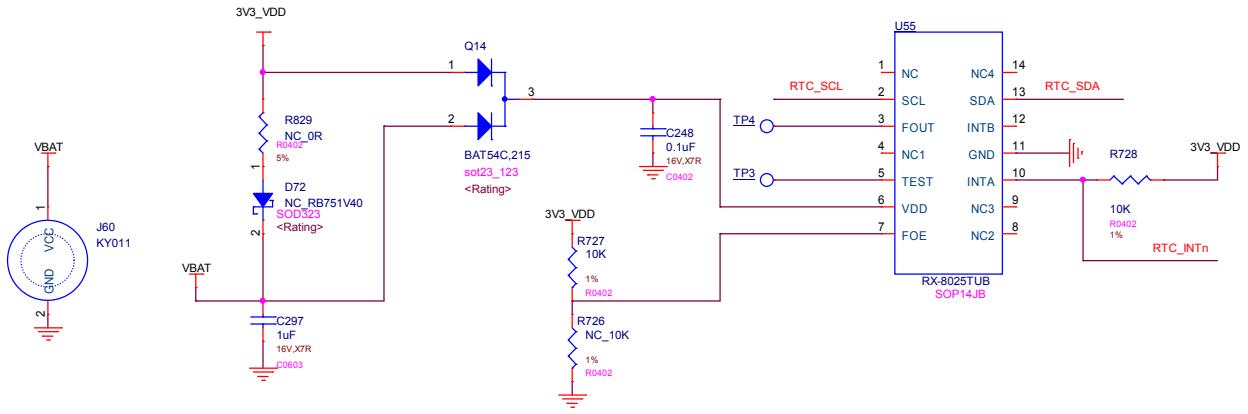 3V3_VDD
Q14
1
2
3
BAT54C,215
sot23_123
<Rating>
R829
NC_0R
R0402
5%
1
D72
NC_RB751V40
SOD323
<Rating>
2
VBAT
1
J60
KY011
VCC
GND
2
VBAT
C297
1uF
16V,X7R
C0603
C248
0.1uF
16V,X7R
C0402
3V3_VDD
R727
10K
1%
R0402
R726
NC_10K
1%
R0402
RTC_SCL
TP4
TP3
U55
1 NC NC4 14
2 SCL SDA 13
3 FOUT INTB 12
4 NC1 GND 11
5 TEST INTA 10
6 VDD NC3 9
7 FOE NC2 8
RX-8025TUB
SOP14JB
RTC_SDA
R728
3V3_VDD
10K
R0402
1%
RTC_INTn